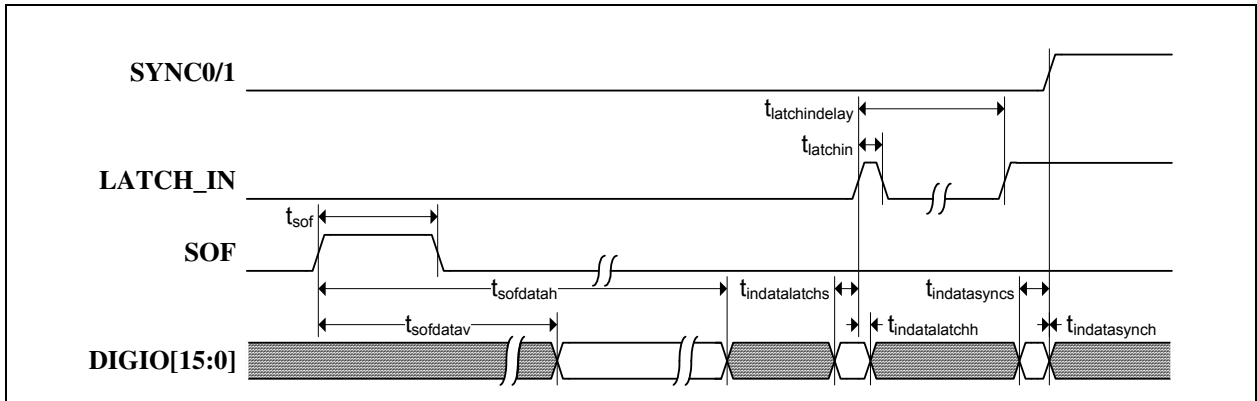 SYNC0/1
tlatchindelay
tlatchin
LATCH_IN
tsof
SOF
tsofdatah
tindatalatchs
tindatasyncs
tsofdatav
tindatalatchh
tindatasynch
DIGIO[15:0]